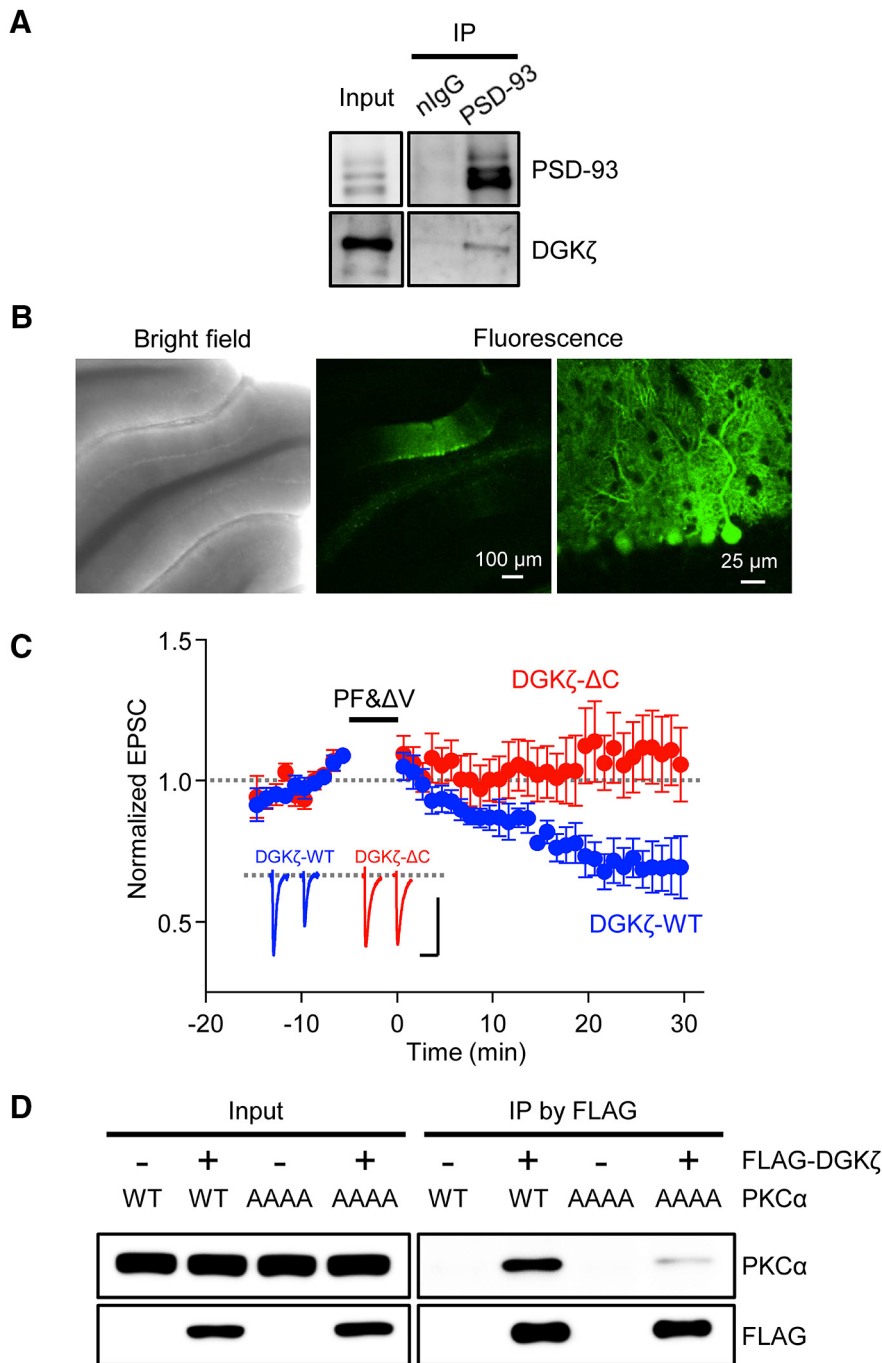 A
IP
Input nIgG PSD-93
PSD-93
DGKζ
B
Bright field Fluorescence
100 µm 25 µm
C
1.5
1.0
0.5
Normalized EPSC
PF&ΔV
DGKζ-ΔC
DGKζ-WT DGKζ-ΔC
DGKζ-WT
-20 -10 0 10 20 30
Time (min)
D
Input IP by FLAG
- + - + - + - + FLAG-DGKζ
WT WT AAAA AAAA WT WT AAAA AAAA PKCα
PKCα
FLAG